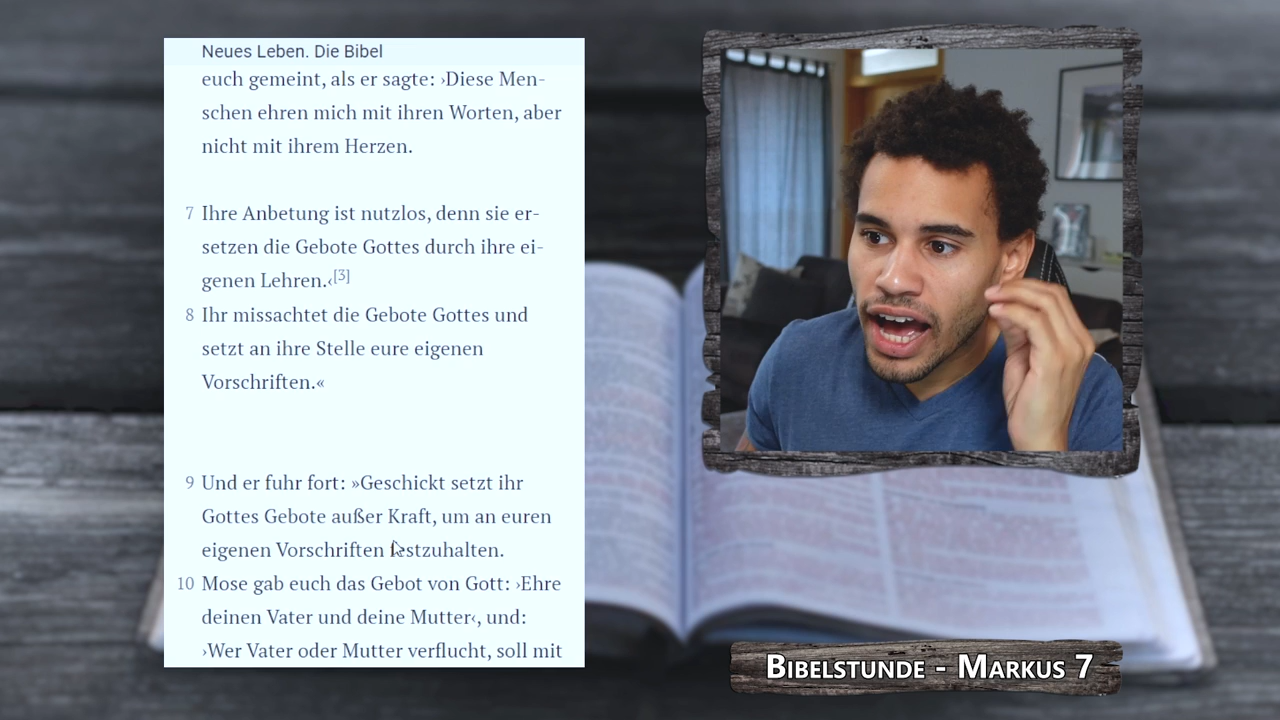 Neues Leben. Die Bibel
euch gemeint, als er sagte: ›Diese Men-
schen ehren mich mit ihren Worten, aber
nicht mit ihrem Herzen.
7 Ihre Anbetung ist nutzlos, denn sie er-
setzen die Gebote Gottes durch ihre ei-
genen Lehren.‹[3]
8 Ihr missachtet die Gebote Gottes und
setzt an ihre Stelle eure eigenen
Vorschriften.«
9 Und er fuhr fort: »Geschickt setzt ihr
Gottes Gebote außer Kraft, um an euren
eigenen Vorschriften festzuhalten.
10 Mose gab euch das Gebot von Gott: ›Ehre
deinen Vater und deine Mutter‹, und:
›Wer Vater oder Mutter verflucht, soll mit
Bibelstunde - Markus 7